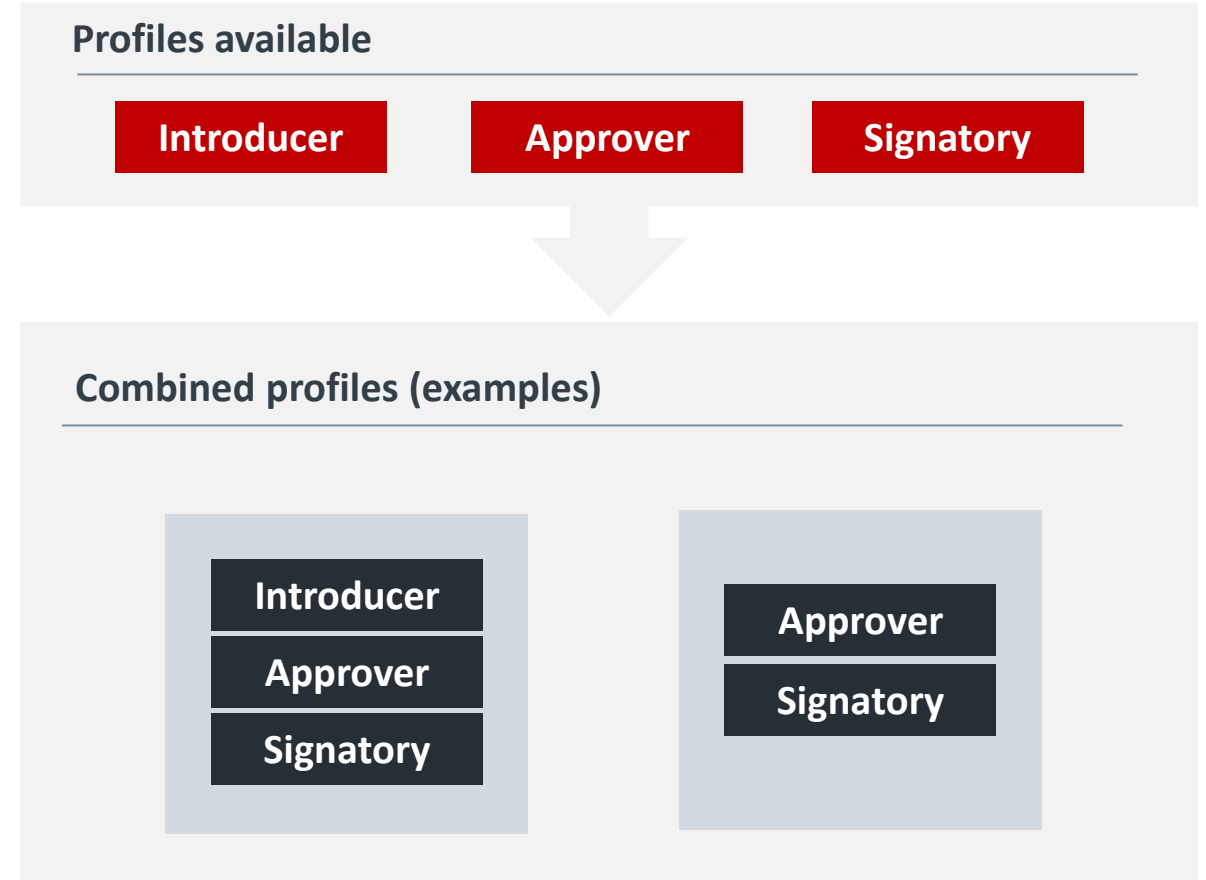 Profiles available
Introducer
Approver
Signatory
Combined profiles (examples)
Introducer
Approver
Signatory
Approver
Signatory